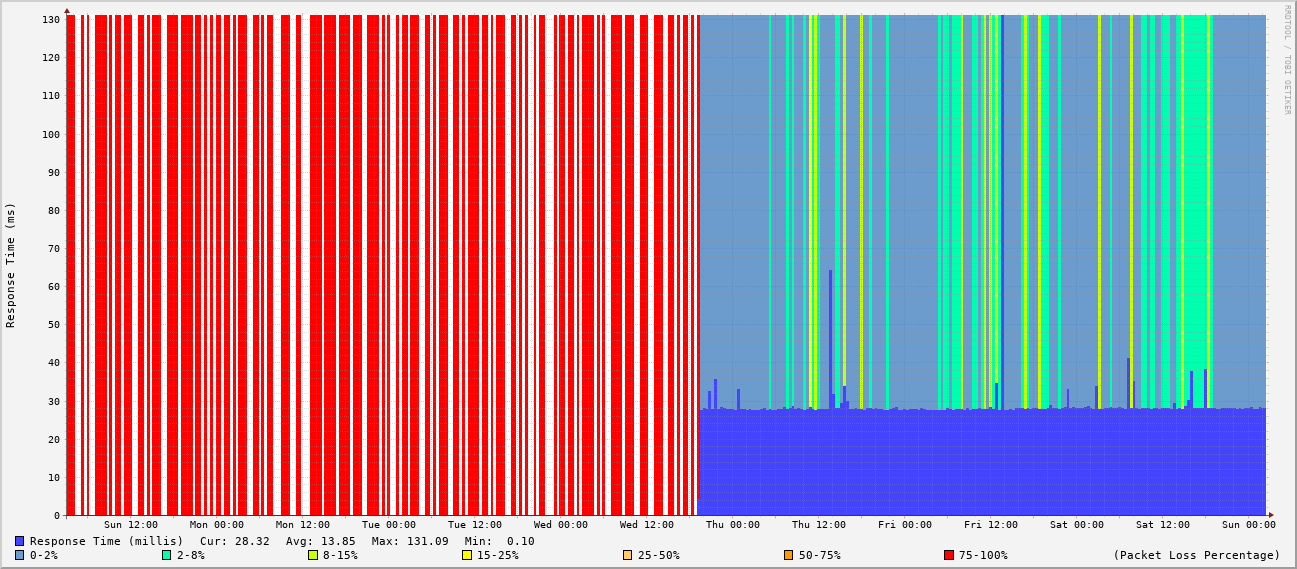 RRDTOOL / TOBI OETIKER
Response Time (ms)
130
120
110
100
90
80
70
60
50
40
30
20
10
0
Sun 12:00 Mon 00:00 Mon 12:00 Tue 00:00 Tue 12:00 Wed 00:00 Wed 12:00 Thu 00:00 Thu 12:00 Fri 00:00 Fri 12:00 Sat 00:00 Sat 12:00 Sun 00:00
Response Time (millis) Cur: 28.32 Avg: 13.85 Max: 131.09 Min: 0.10
0-2% 2-8% 8-15% 15-25% 25-50% 50-75% 75-100% (Packet Loss Percentage)